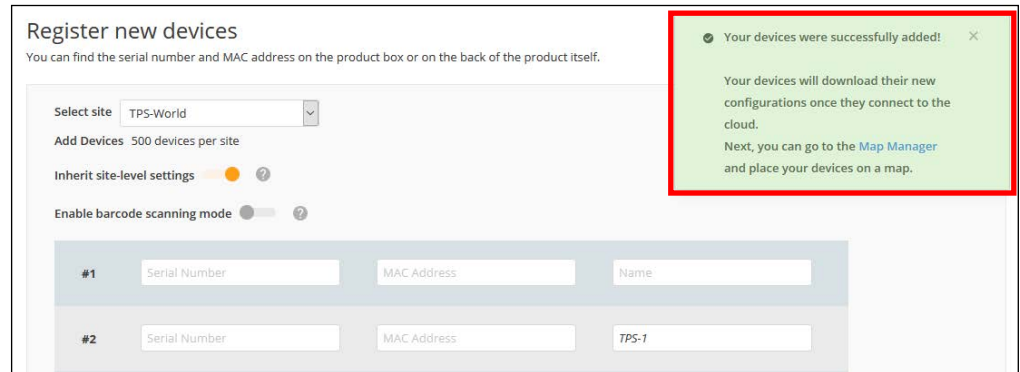 Register new devices
You can find the serial number and MAC address on the product box or on the back of the product itself.
Select site TPS-World
Add Devices 500 devices per site
Inherit site-level settings ?
Enable barcode scanning mode ?
#1 Serial Number MAC Address Name
#2 Serial Number MAC Address TPS-1
Your devices were successfully added! ×
Your devices will download their new
configurations once they connect to the
cloud.
Next, you can go to the Map Manager
and place your devices on a map.